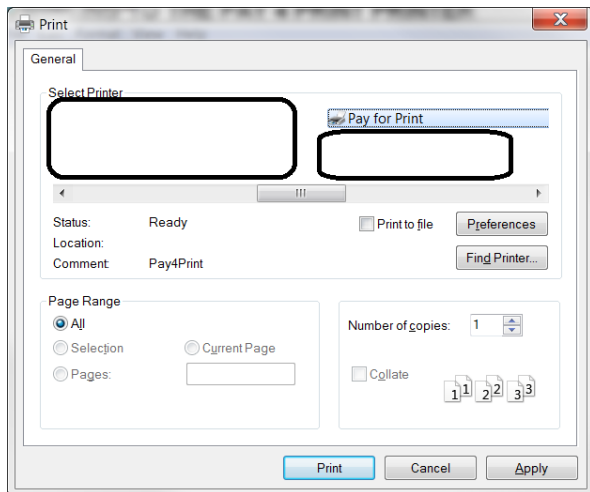 Print
General
Select Printer
Pay for Print
Status: Ready
Print to file
Preferences
Location:
Comment: Pay4Print
Find Printer...
Page Range
All
Selection
Current Page
Pages:
Number of copies: 1
Collate
1 1 2 2 3 3
Print
Cancel
Apply